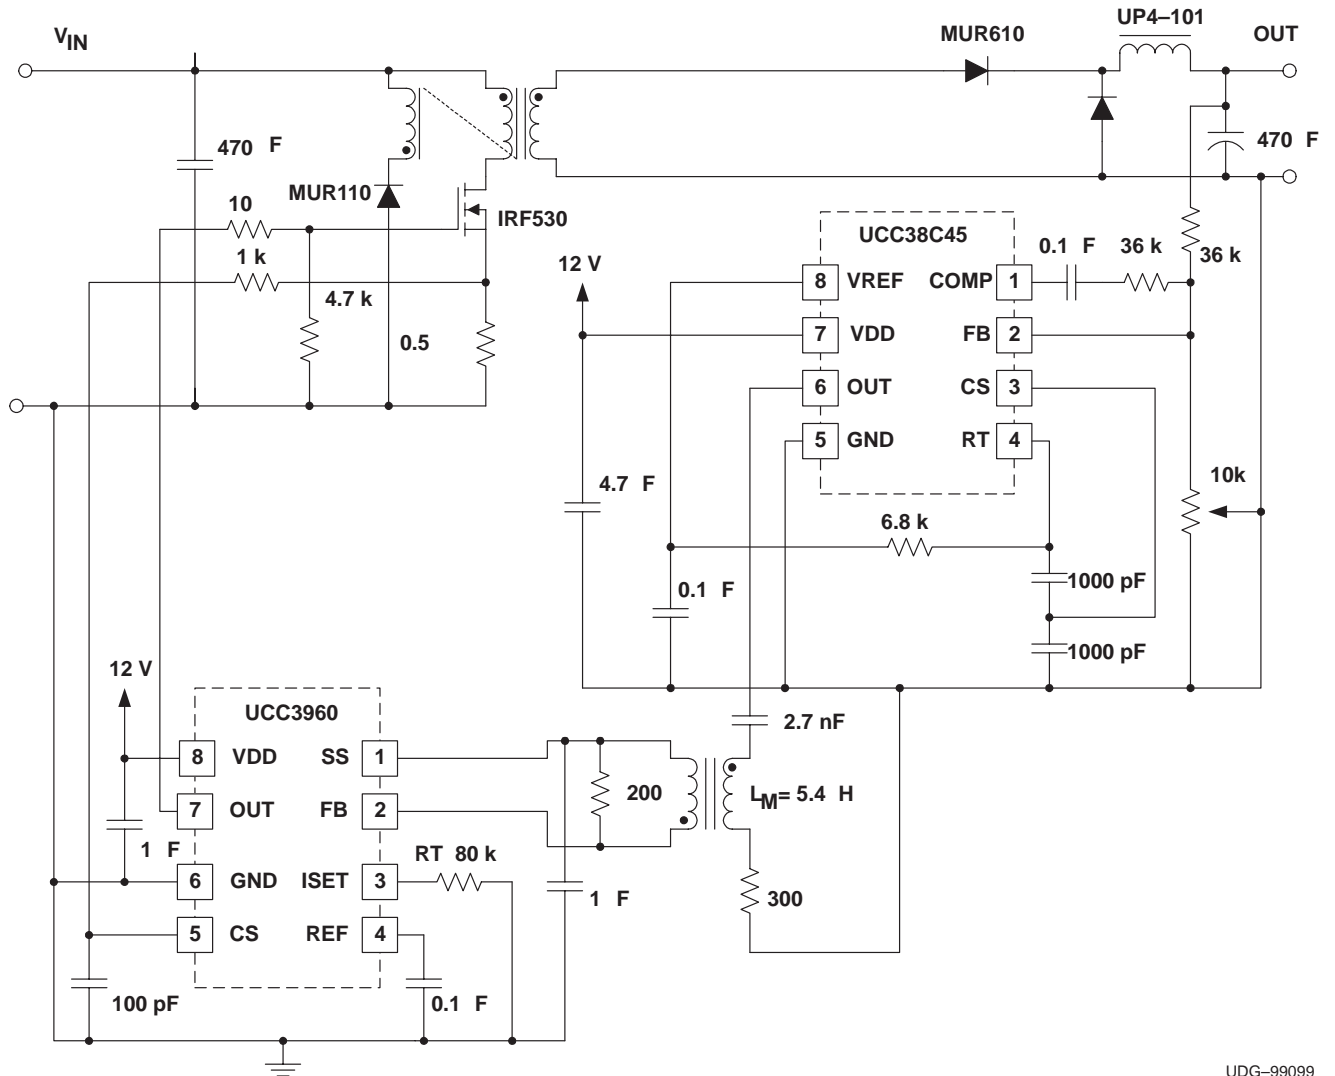 UP4–101
VIN
MUR610
OUT
470 F
470 F
MUR110
10
IRF530
UCC38C45
0.1 F
36 k
36 k
1 k
12 V
8
VREF
COMP
1
4.7 k
0.5
7
VDD
FB
2
6
OUT
CS
3
5
GND
RT
4
10k
4.7 F
6.8 k
0.1 F
1000 pF
1000 pF
12 V
UCC3960
2.7 nF
8
VDD
SS
1
200
LM= 5.4 H
7
OUT
FB
2
1 F
RT 80 k
6
GND
ISET
3
1 F
300
5
CS
REF
4
100 pF
0.1 F
UDG–99099